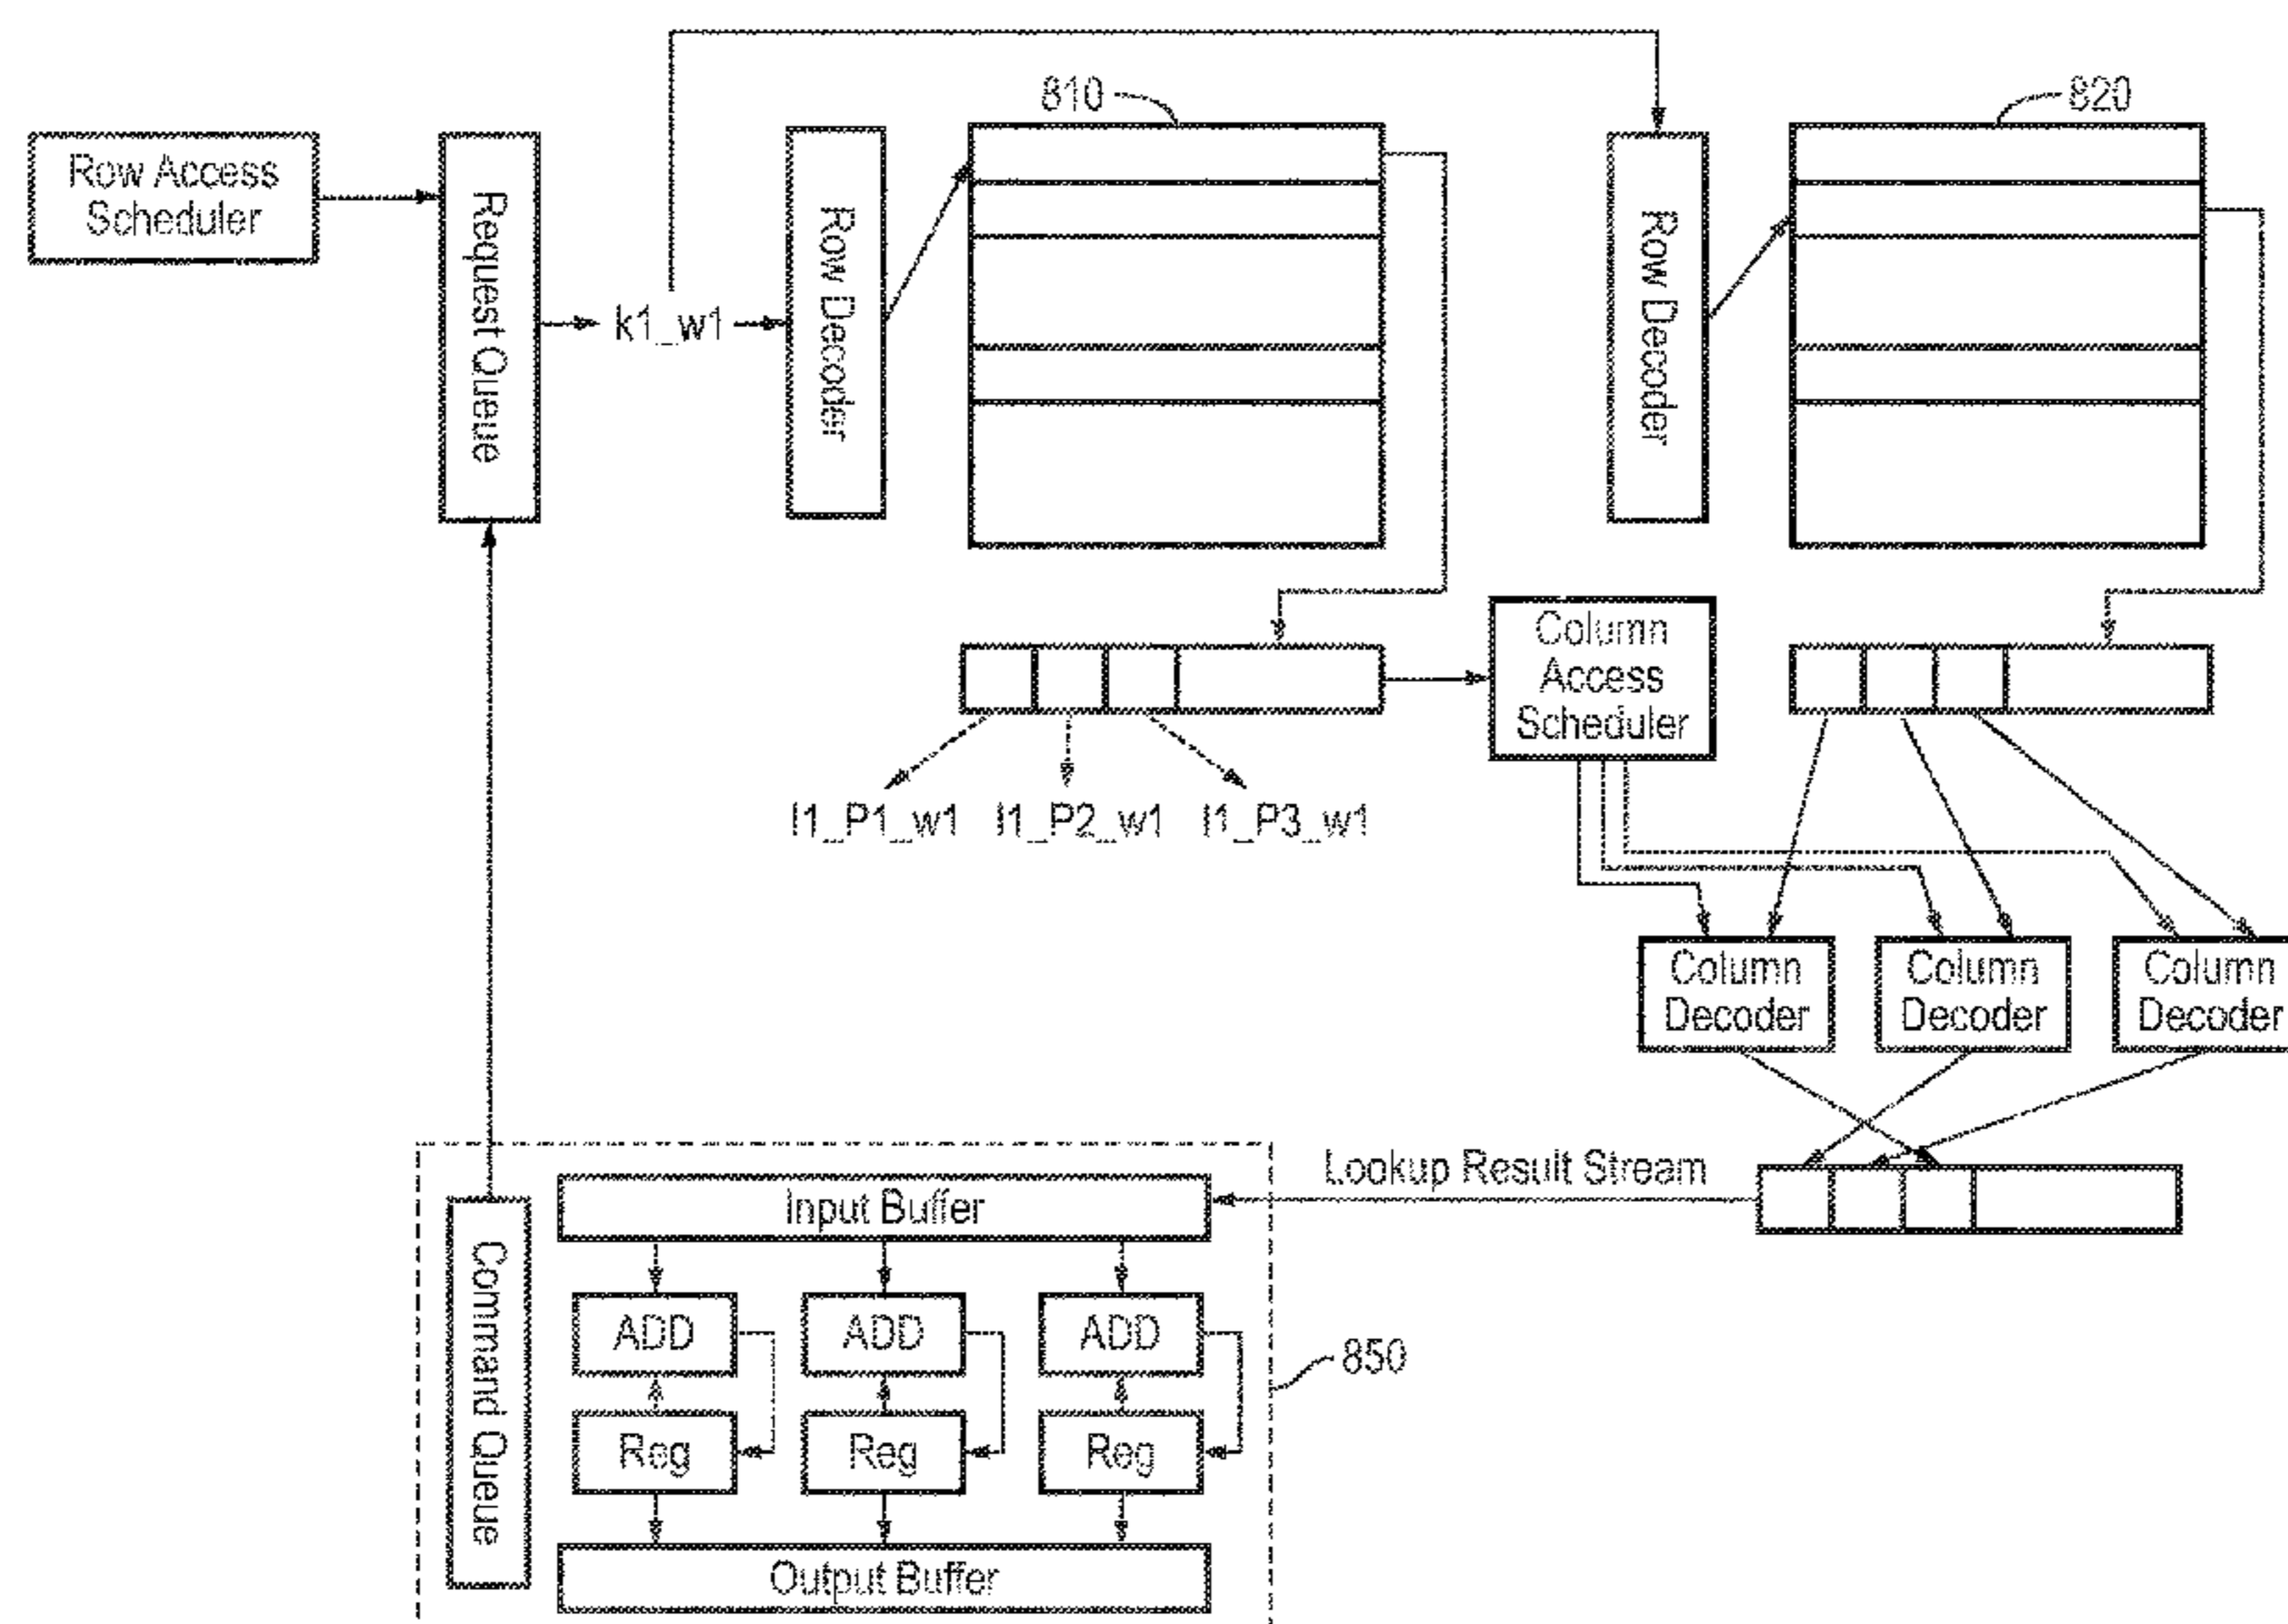 810
820
Row Access
Scheduler
Request Queue
k1_w1
Row Decoder
Row Decoder
Column
Access
Scheduler
I1_P1_w1 I1_P2_w1 I1_P3_w1
Column
Decoder
Column
Decoder
Column
Decoder
Lookup Result Stream
Command Queue
Input Buffer
ADD ADD ADD
850
Reg Reg Reg
Output Buffer